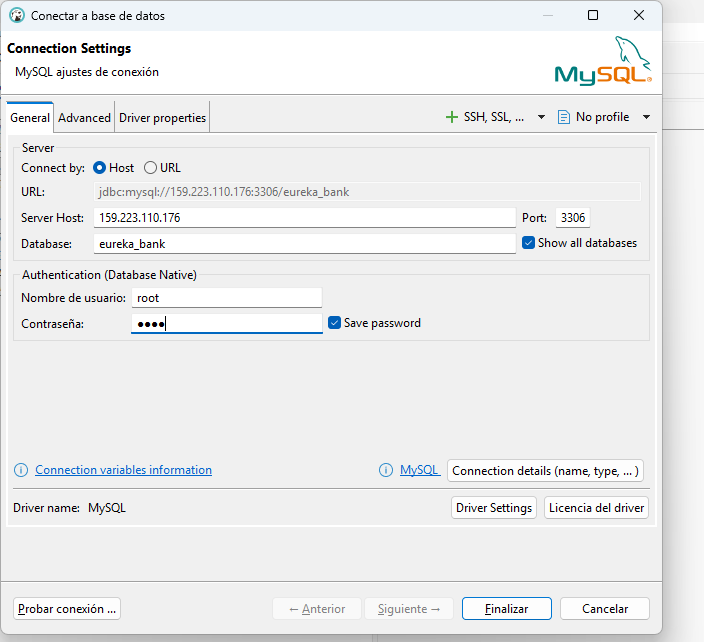 Conectar a base de datos
Connection Settings
MySQL ajustes de conexión
MySQL®
General Advanced Driver properties
SSH, SSL, ... No profile
Server
Connect by: Host URL
URL: jdbc:mysql://159.223.110.176:3306/eureka_bank
Server Host: 159.223.110.176 Port: 3306
Database: eureka_bank Show all databases
Authentication (Database Native)
Nombre de usuario: root
Contraseña: ●●●● Save password
Connection variables information MySQL Connection details (name, type, ... )
Driver name: MySQL Driver Settings Licencia del driver
Probar conexión ... ← Anterior Siguiente → Finalizar Cancelar